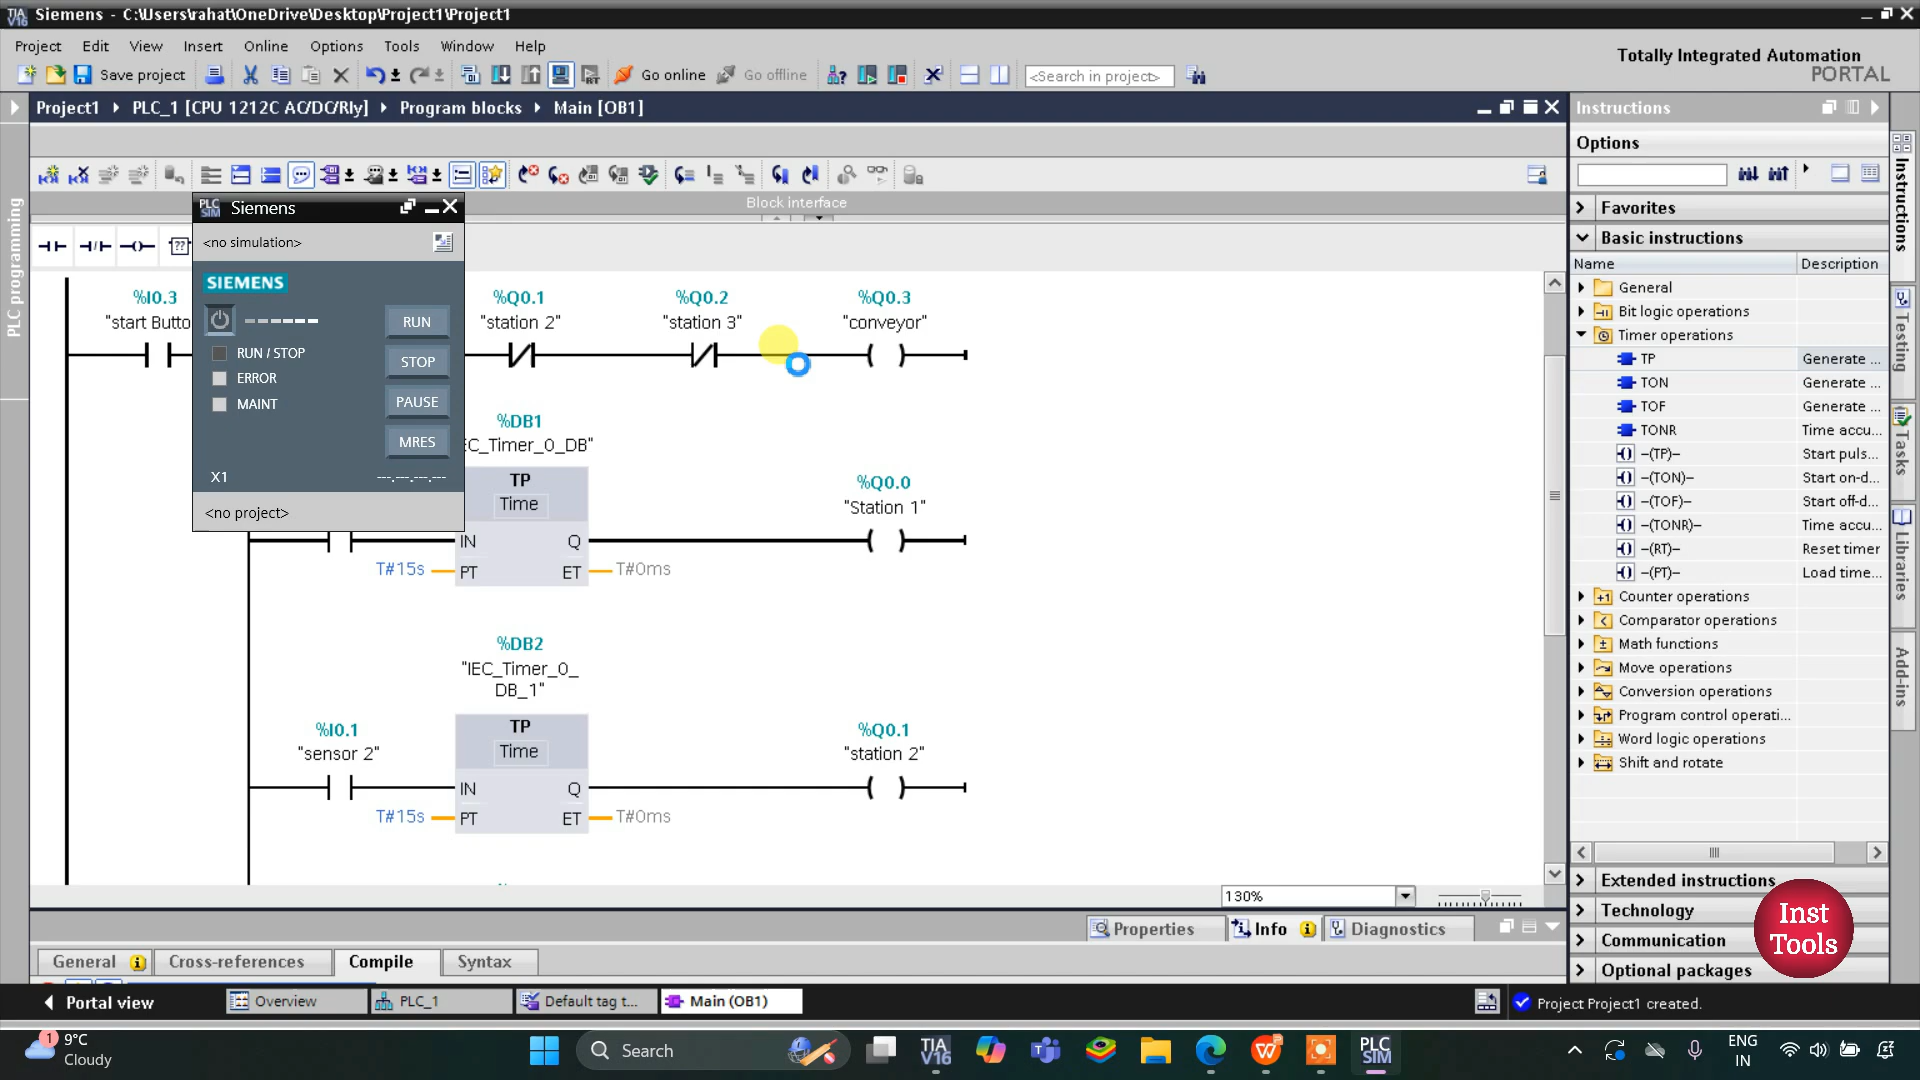 TIA
V16
Siemens - C:\Users\rahat\OneDrive\Desktop\Project1\Project1
Project Edit View Insert Online Options Tools Window Help
Totally Integrated Automation
PORTAL
Save project
Go online
Go offline
<Search in project>
Project1 PLC_1 [CPU 1212C AC/DC/Rly] Program blocks Main [OB1]
Instructions
Options
PLC programming
Block interface
PLC
SIM
Siemens
<no simulation>
SIEMENS
RUN
RUN / STOP
STOP
ERROR
MAINT
PAUSE
MRES
X1
<no project>
??
%I0.3
"start Butto
%Q0.1
"station 2"
%Q0.2
"station 3"
%Q0.3
"conveyor"
%DB1
EC_Timer_0_DB"
TP
Time
IN Q
T#15s PT ET T#0ms
%Q0.0
"Station 1"
%DB2
"IEC_Timer_0_
DB_1"
%I0.1
"sensor 2"
TP
Time
IN Q
T#15s PT ET T#0ms
%Q0.1
"station 2"
Favorites
Basic instructions
Name Description
General
Bit logic operations
Timer operations
TP Generate ...
TON Generate ...
TOF Generate ...
TONR Time accu...
–(TP)– Start puls...
–(TON)– Start on-d...
–(TOF)– Start off-d...
–(TONR)– Time accu...
–(RT)– Reset timer
–(PT)– Load time...
Counter operations
Comparator operations
Math functions
Move operations
Conversion operations
Program control operati...
Word logic operations
Shift and rotate
Extended instructions
Technology
Communication
Optional packages
Instructions
Testing
Tasks
Libraries
Add-ins
Inst
Tools
130%
Properties Info Diagnostics
General Cross-references Compile Syntax
Portal view Overview PLC_1 Default tag t... Main (OB1)
Project Project1 created.
1
9°C
Cloudy
Search
TIA
V16
PLC
SIM
ENG
IN